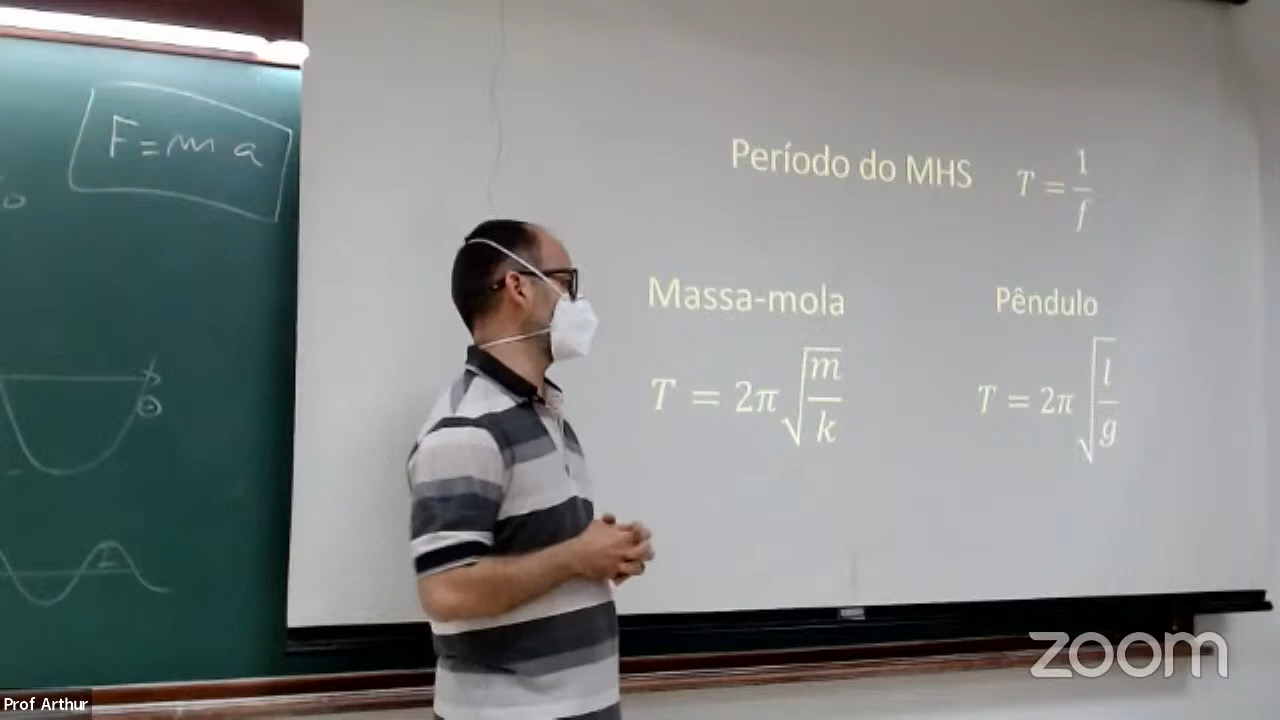 F = m a
Período do MHS T = 1/f
Massa-mola
T = 2π √(m/k)
Pêndulo
T = 2π √(l/g)
zoom
Prof Arthur